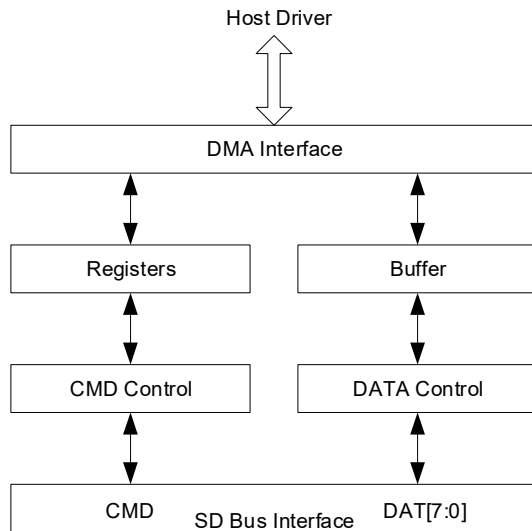 Host Driver
DMA Interface
Registers
Buffer
CMD Control
DATA Control
CMD
DAT[7:0]
SD Bus Interface